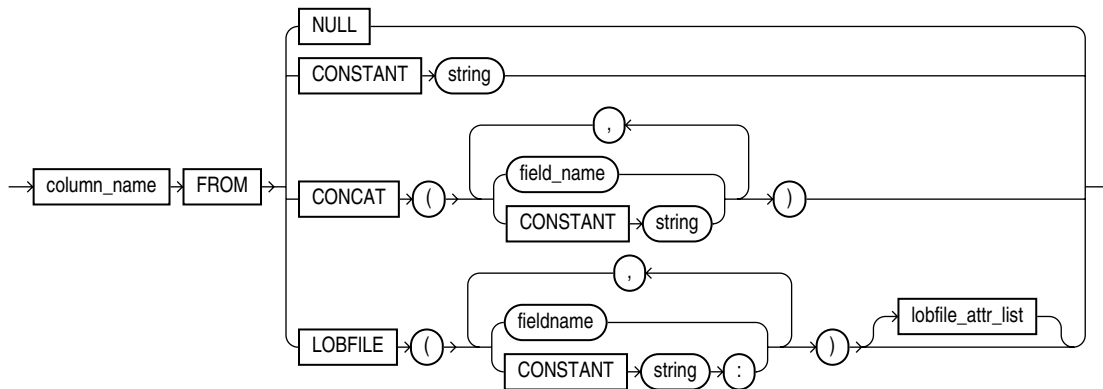 NULL
CONSTANT string
,
column_name FROM
field_name
CONCAT ( )
CONSTANT string
,
fieldname
lobfile_attr_list
LOBFILE ( )
CONSTANT string :